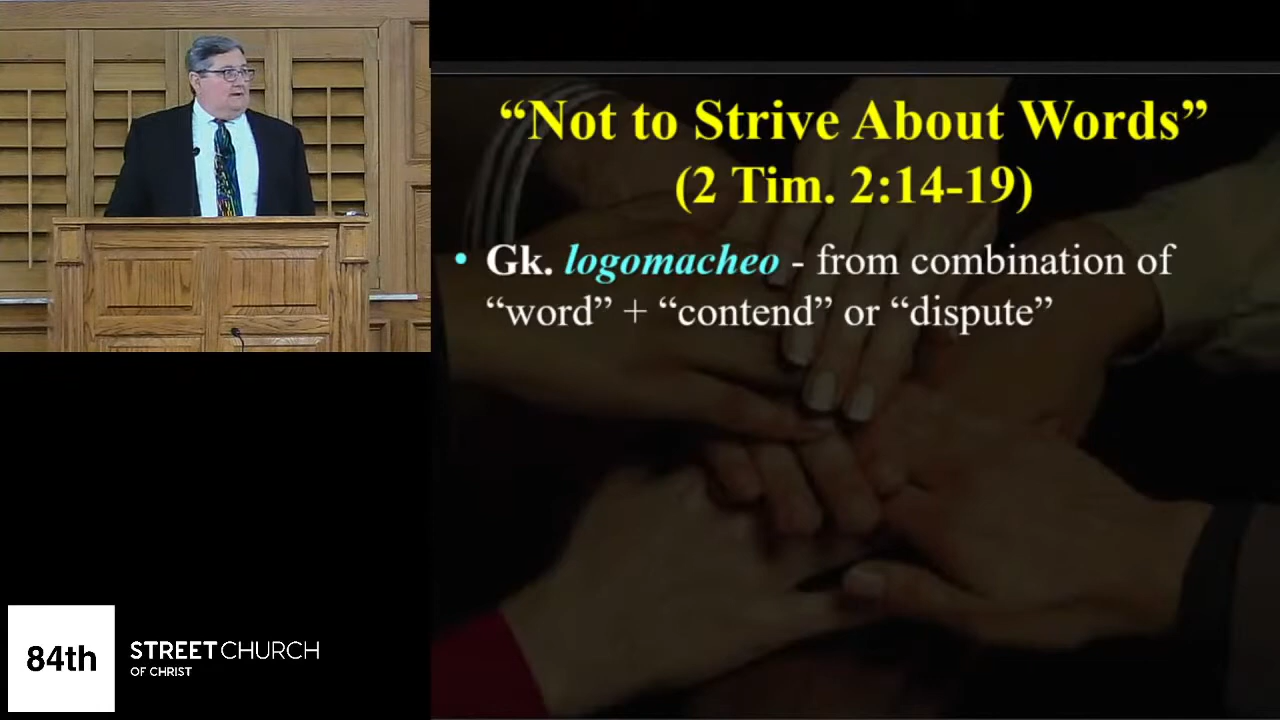 “Not to Strive About Words”
(2 Tim. 2:14-19)
• Gk. logomacheo - from combination of
“word” + “contend” or “dispute”
84th
STREET CHURCH
OF CHRIST